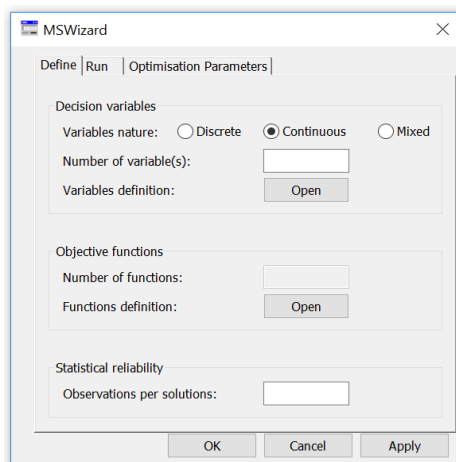 MSWizard
Define Run Optimisation Parameters
Decision variables
Variables nature: Discrete Continuous Mixed
Number of variable(s):
Variables definition: Open
Objective functions
Number of functions:
Functions definition: Open
Statistical reliability
Observations per solutions:
OK Cancel Apply